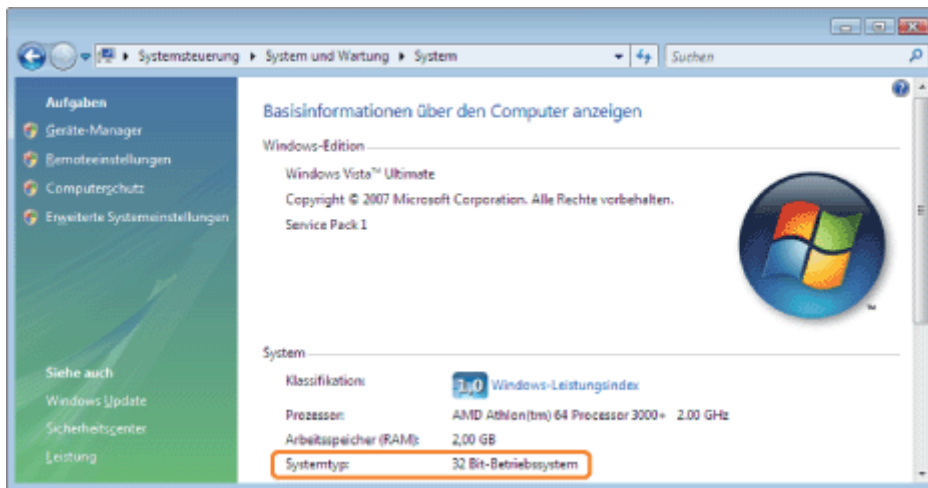 Systemsteuerung System und Wartung System Suchen
Aufgaben
Geräte-Manager
Remoteeinstellungen
Computerschutz
Erweiterte Systemeinstellungen
Siehe auch
Windows Update
Sicherheitscenter
Leistung
Basisinformationen über den Computer anzeigen
Windows-Edition
Windows Vista™ Ultimate
Copyright © 2007 Microsoft Corporation. Alle Rechte vorbehalten.
Service Pack 1
™
System
Klassifikation: 1,0 Windows-Leistungsindex
Prozessor: AMD Athlon(tm) 64 Processor 3000+ 2.00 GHz
Arbeitsspeicher (RAM): 2,00 GB
Systemtyp: 32 Bit-Betriebssystem